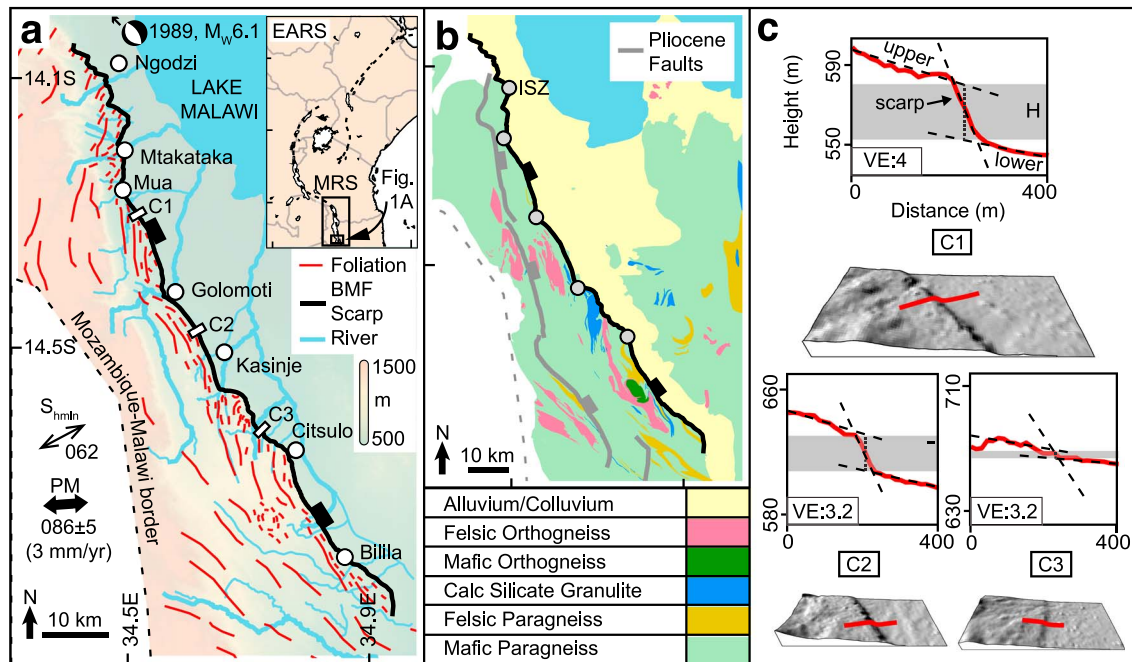 a
1989, MW6.1
Ngodzi
14.1S
LAKE
MALAWI
EARS
MRS
Fig.
1A
Mtakataka
Mua
C1
Foliation
BMF
Scarp
River
Golomoti
C2
14.5S
Kasinje
1500
m
500
Mozambique-Malawi border
C3
Citsulo
Shmin
062
PM
086±5
(3 mm/yr)
Bilila
N
10 km
34.5E
34.9E
b
Pliocene
Faults
ISZ
N
10 km
Alluvium/Colluvium
Felsic Orthogneiss
Mafic Orthogneiss
Calc Silicate Granulite
Felsic Paragneiss
Mafic Paragneiss
c
Height (m)
590
550
upper
scarp
H
VE:4
lower
0
400
Distance (m)
C1
660
580
VE:3.2
0
400
C2
710
630
VE:3.2
0
400
C3